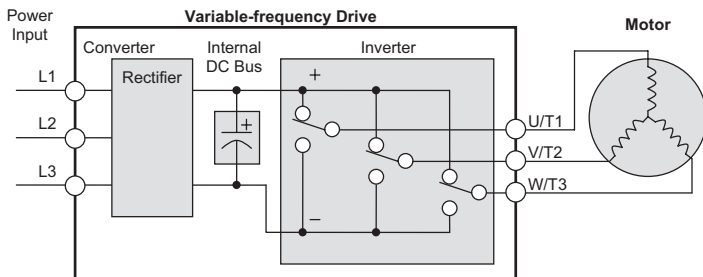 Power
Input
Variable-frequency Drive
Motor
Converter
Internal
DC Bus
Inverter
Rectifier
L1
L2
L3
+
+
–
U/T1
V/T2
W/T3